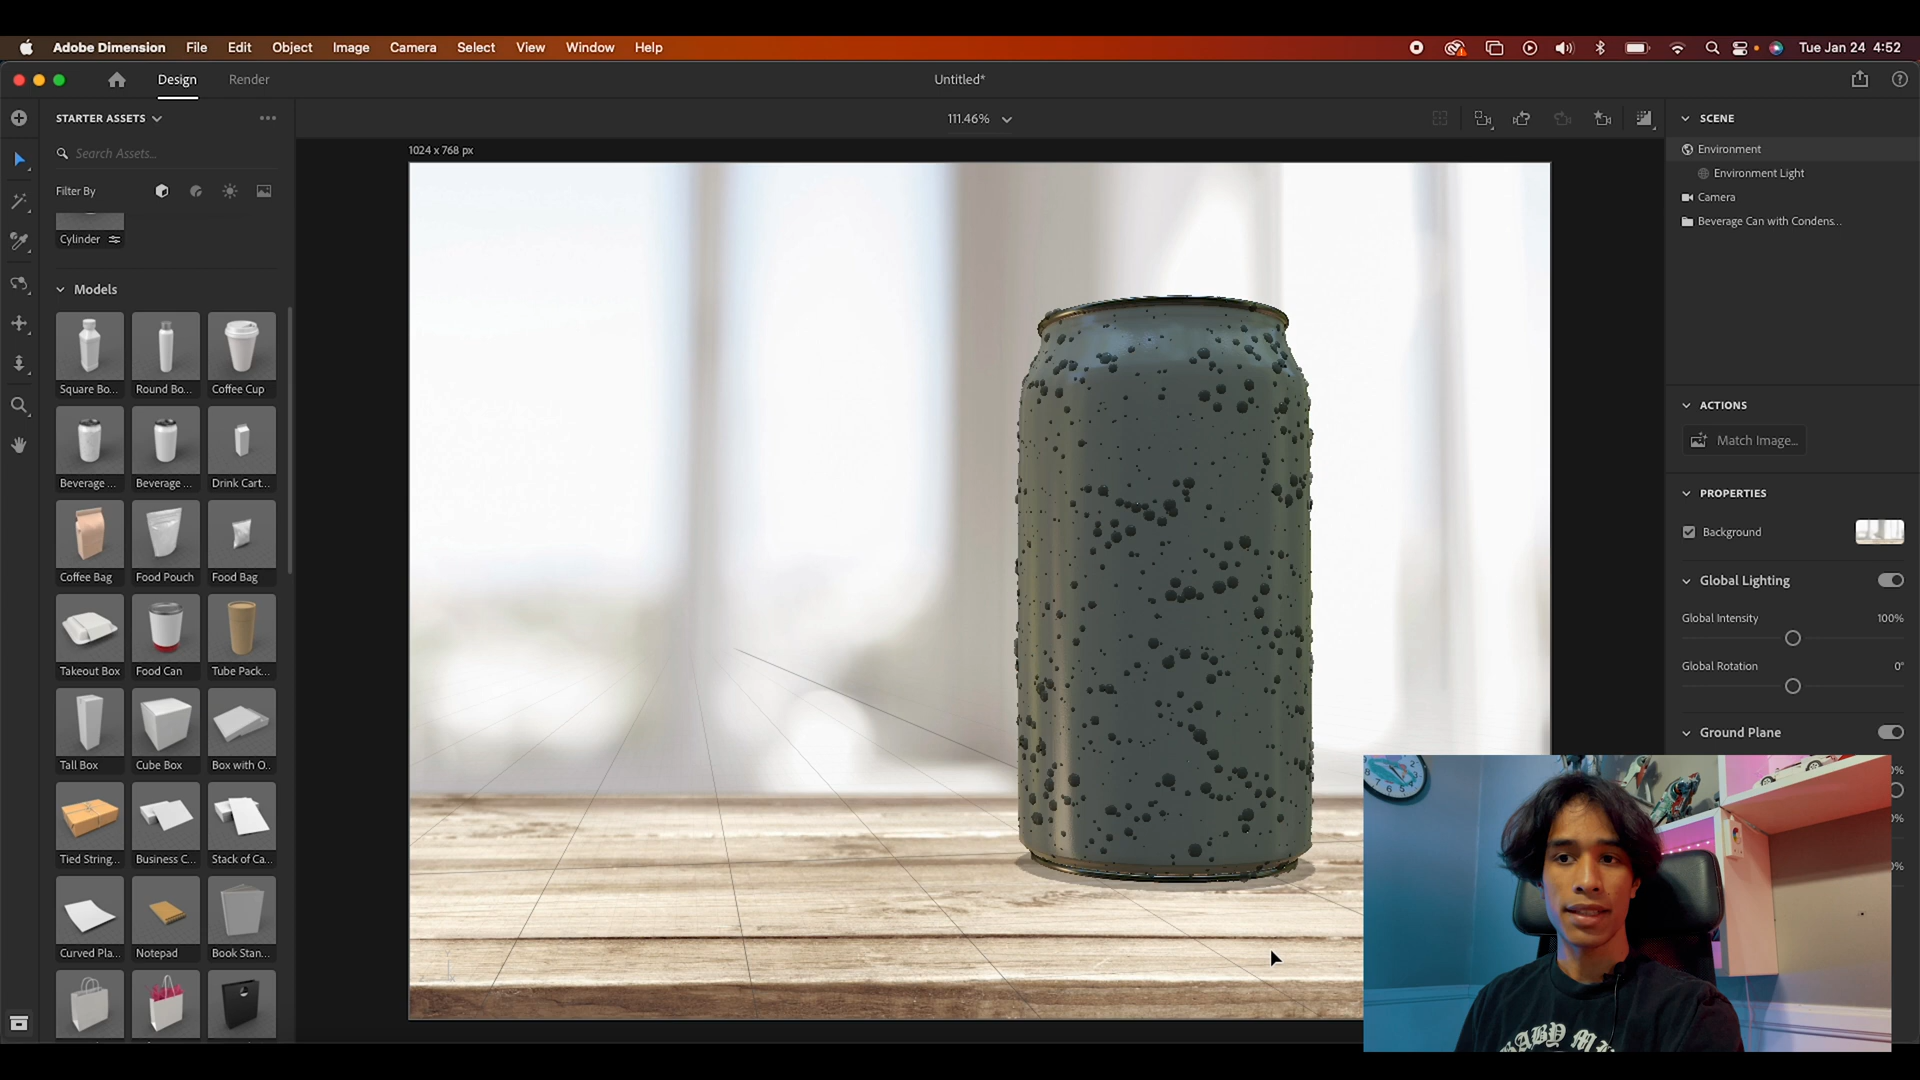 Adobe Dimension File Edit Object Image Camera Select View Window Help Tue Jan 24 4:52
Design Render Untitled*
STARTER ASSETS 111.46%
Search Assets...
1024 x 768 px
Filter By
Cylinder
Models
Square Bo... Round Bo... Coffee Cup
Beverage ... Beverage ... Drink Cart...
Coffee Bag Food Pouch Food Bag
Takeout Box Food Can Tube Pack...
Tall Box Cube Box Box with O..
Tied String... Business C... Stack of Ca...
Curved Pla... Notepad Book Stan...
SCENE
Environment
Environment Light
Camera
Beverage Can with Condens...
ACTIONS
Match Image...
PROPERTIES
Background
Global Lighting
Global Intensity 100%
Global Rotation 0°
Ground Plane